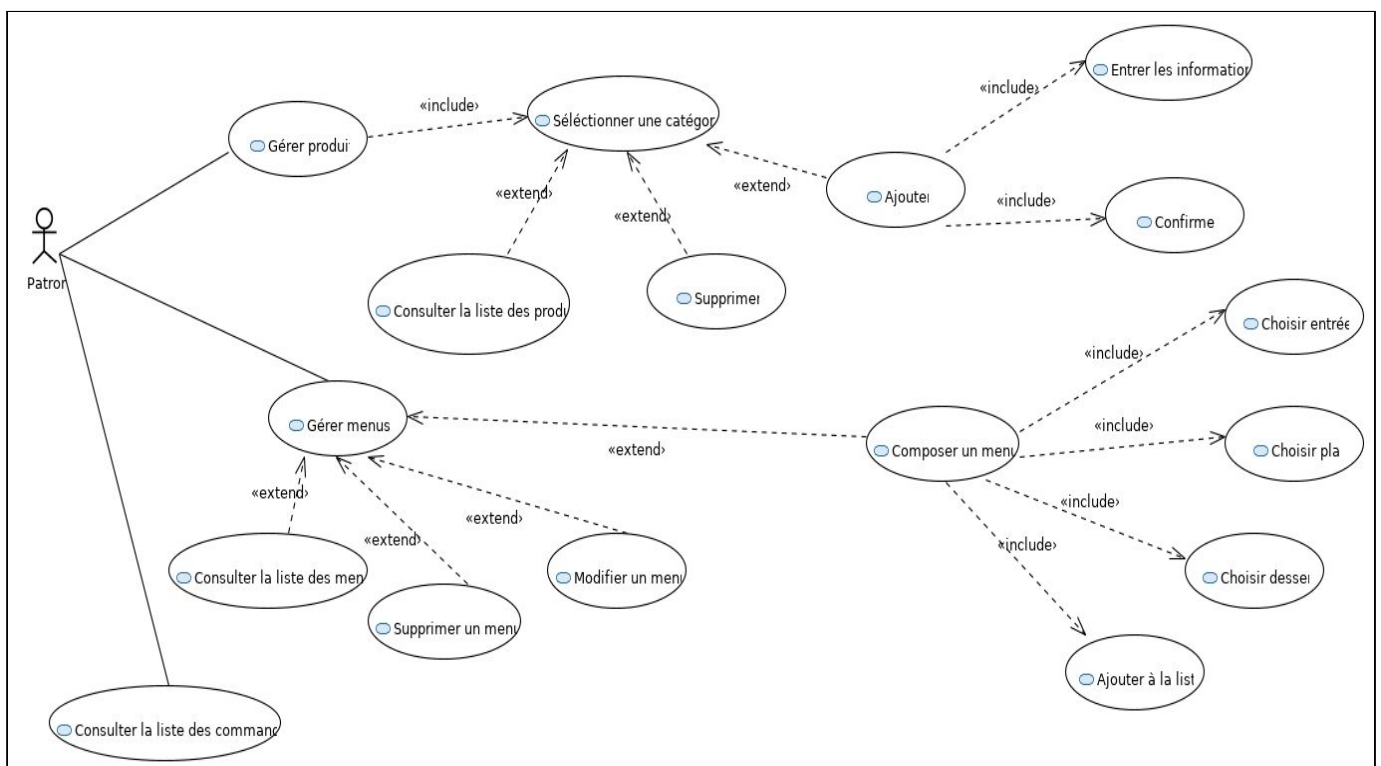 Entrer les information
«include›
«include›
Séléctionner une catégor
Gérer produi
«extend›
«extend›
«extend›
Ajouter
«include›
Confirme
Patron
Consulter la liste des produ
Supprimer
Choisir entrée
«include›
Gérer menus
«extend›
Composer un menu
«include›
Choisir pla
«extend›
«extend›
«extend›
«include›
«include›
Consulter la liste des men
Modifier un menu
Choisir desser
Supprimer un menu
Ajouter à la list
Consulter la liste des command